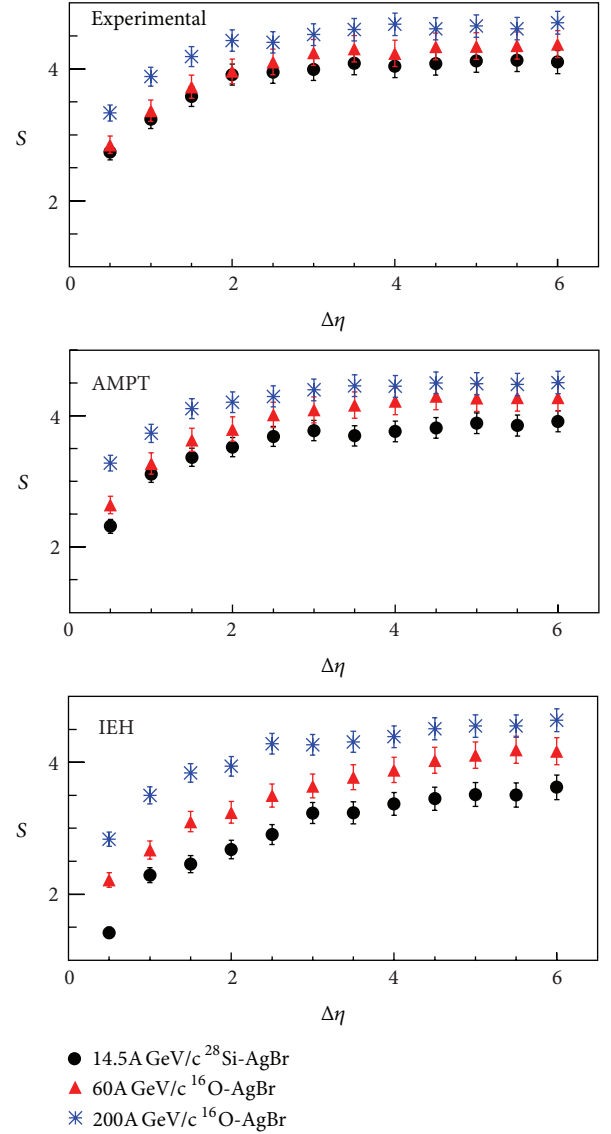 Experimental
4
S
2
0 2 4 6
Δη
AMPT
4
S
2
0 2 4 6
Δη
IEH
4
S
2
0 2 4 6
Δη
14.5A GeV/c ²⁸Si-AgBr
60A GeV/c ¹⁶O-AgBr
200A GeV/c ¹⁶O-AgBr